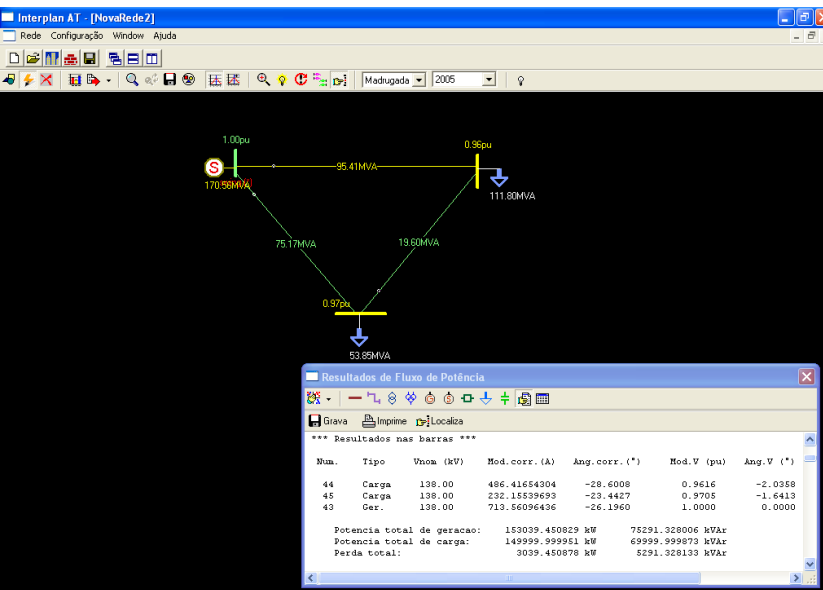 Interplan AT - [NovaRede2]
Rede Configuração Window Ajuda
Madrugada 2005
1.00pu
0.96pu
S
95.41MVA
170.56MVA
111.80MVA
75.17MVA
19.60MVA
0.97pu
53.85MVA
Resultados de Fluxo de Potência
Grava Imprime Localiza
*** Resultados nas barras ***
Num. Tipo Vnom (kV) Mod.corr.(A) Ang.corr.(°) Mod.V (pu) Ang.V (°)
44 Carga 138.00 486.41654304 -28.6008 0.9616 -2.0358
45 Carga 138.00 232.15539693 -23.4427 0.9705 -1.6413
43 Ger. 138.00 713.56096436 -26.1960 1.0000 0.0000
Potencia total de geracao: 153039.450829 kW 75291.328006 kVAr
Potencia total de carga: 149999.999951 kW 69999.999873 kVAr
Perda total: 3039.450878 kW 5291.328133 kVAr